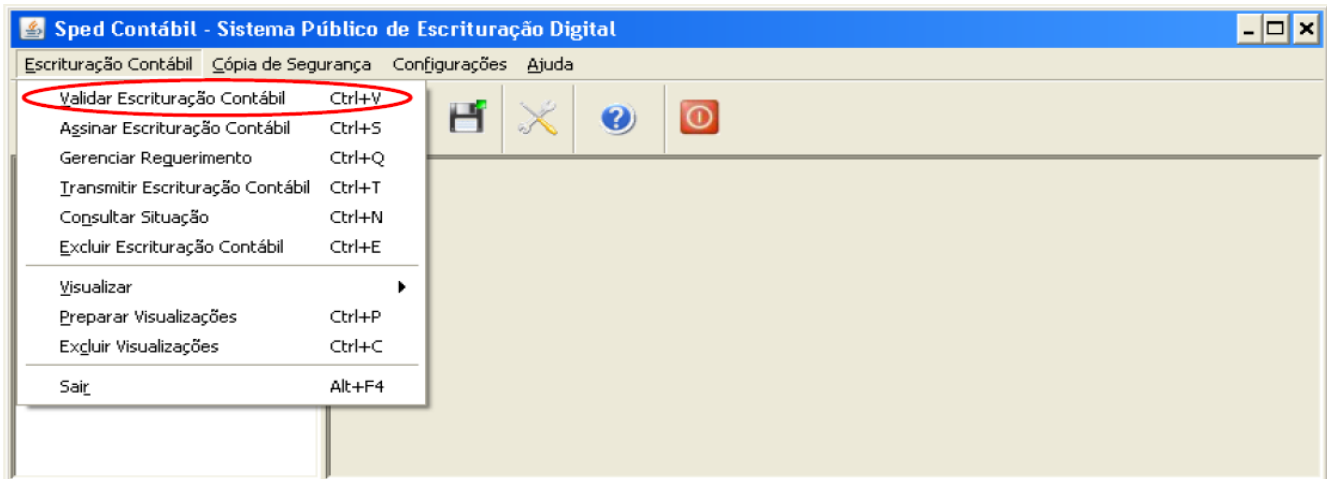 Sped Contábil - Sistema Público de Escrituração Digital
Escrituração Contábil Cópia de Segurança Configurações Ajuda
Validar Escrituração Contábil Ctrl+V
Assinar Escrituração Contábil Ctrl+S
Gerenciar Requerimento Ctrl+Q
Transmitir Escrituração Contábil Ctrl+T
Consultar Situação Ctrl+N
Excluir Escrituração Contábil Ctrl+E
Visualizar
Preparar Visualizações Ctrl+P
Excluir Visualizações Ctrl+C
Sair Alt+F4